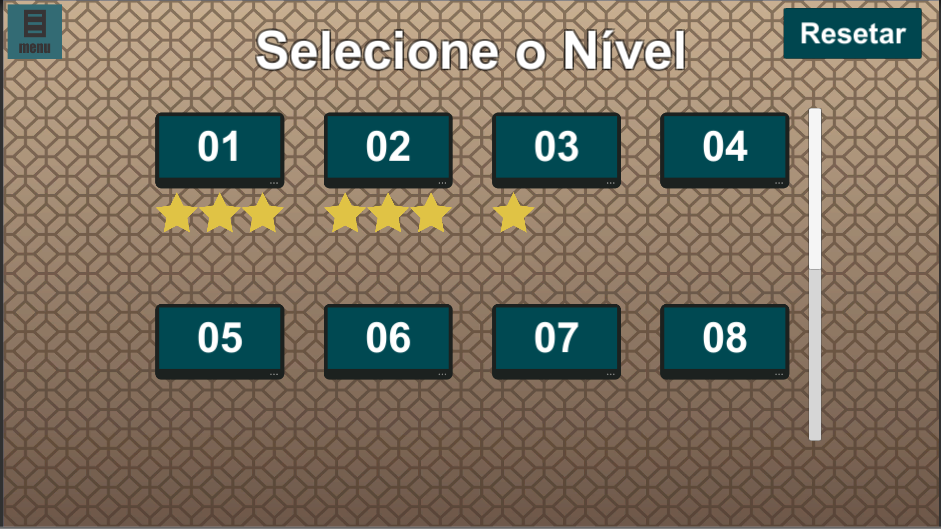 menu
Selecione o Nível
Resetar
01 02 03 04
05 06 07 08